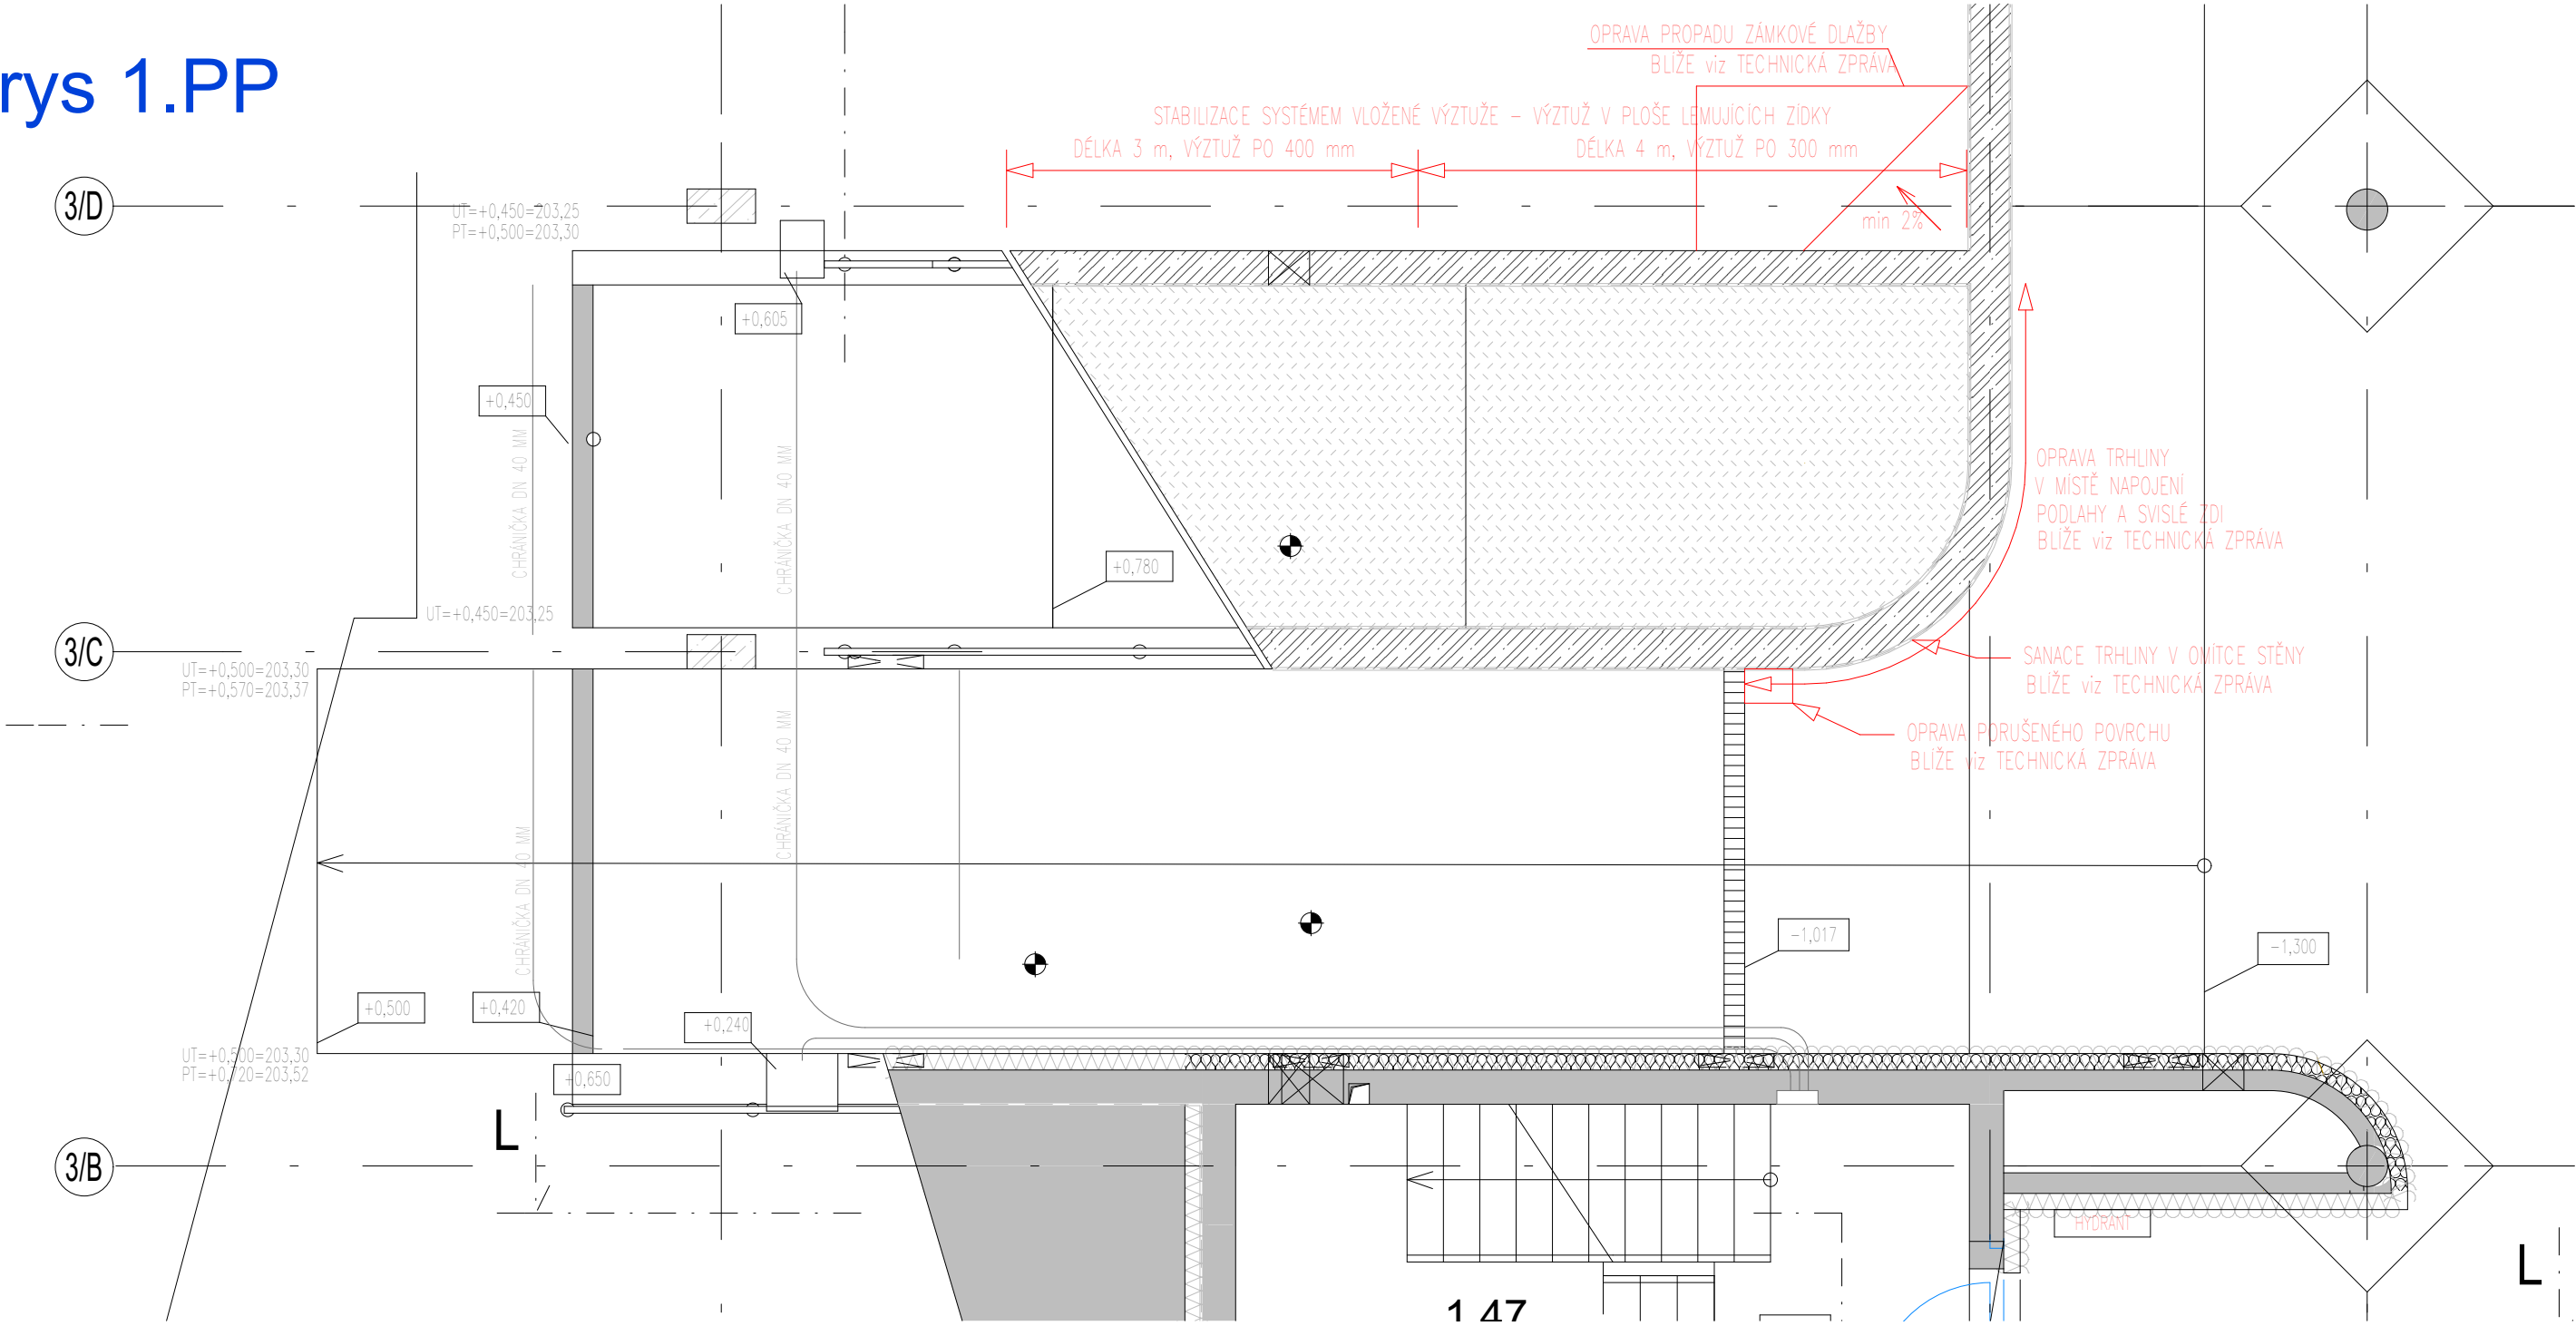 rys 1.PP
OPRAVA PROPADU ZÁMKOVÉ DLAŽBY
BLÍŽE viz TECHNICKÁ ZPRÁVA
STABILIZACE SYSTÉMEM VLOŽENÉ VÝZTUŽE – VÝZTUŽ V PLOŠE LEMUJÍCÍCH ZÍDKY
DÉLKA 3 m, VÝZTUŽ PO 400 mm
DÉLKA 4 m, VÝZTUŽ PO 300 mm
3/D
UT=+0,450=203,25
PT=+0,500=203,30
min 2%
+0,605
+0,450
CHRÁNIČKA DN 40 MM
CHRÁNIČKA DN 40 MM
OPRAVA TRHLINY
V MÍSTĚ NAPOJENÍ
PODLAHY A SVISLÉ ZDI
BLÍŽE viz TECHNICKÁ ZPRÁVA
+0,780
UT=+0,450=203,25
3/C
UT=+0,500=203,30
PT=+0,570=203,37
SANACE TRHLINY V OMÍTCE STĚNY
BLÍŽE viz TECHNICKÁ ZPRÁVA
OPRAVA PORUŠENÉHO POVRCHU
BLÍŽE viz TECHNICKÁ ZPRÁVA
CHRÁNIČKA DN 40 MM
CHRÁNIČKA DN 40 MM
-1,017
-1,300
+0,500
+0,420
+0,240
UT=+0,500=203,30
PT=+0,720=203,52
+0,650
L
3/B
HYDRANT
L
1.47